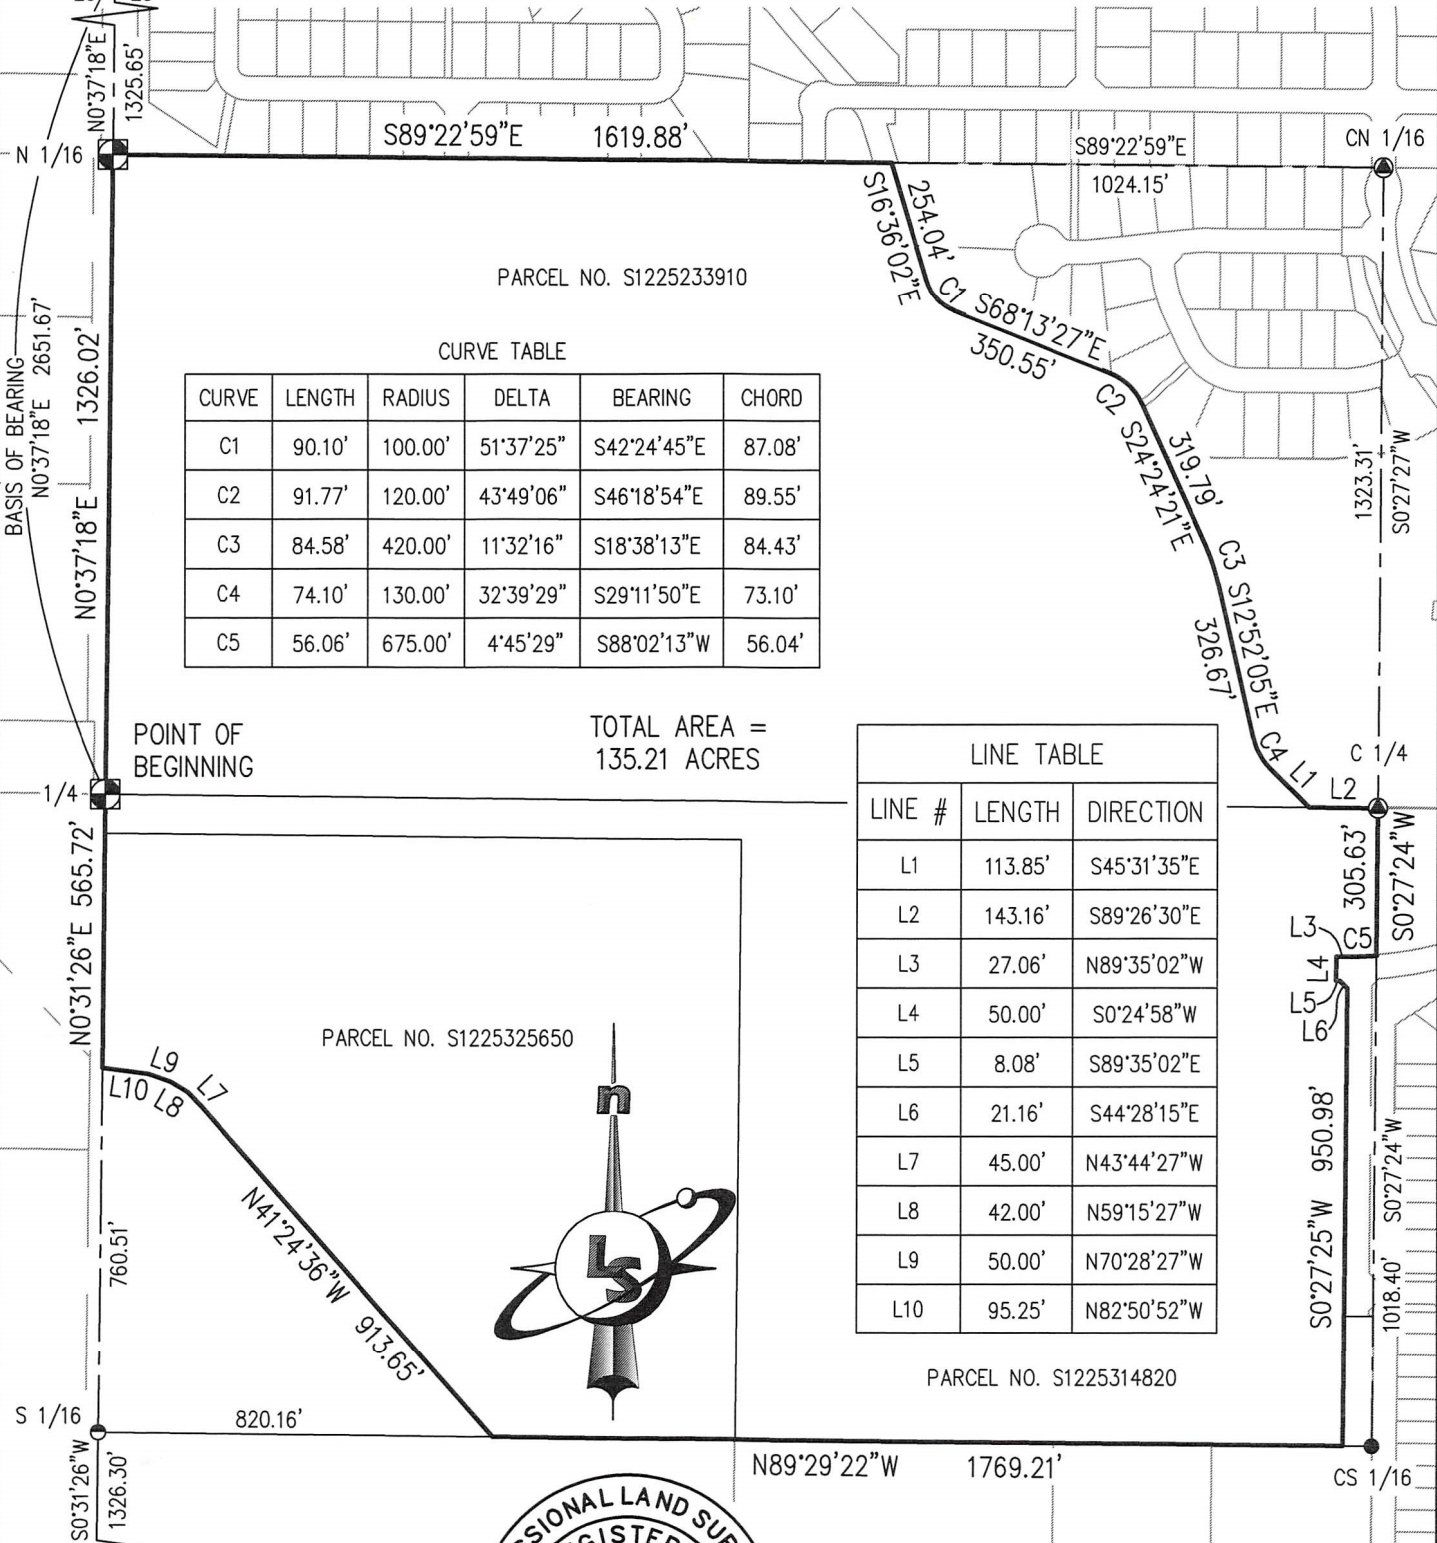 N0°37'18"E
1325.65'
S89°22'59"E 1619.88'
N 1/16
S89°22'59"E
1024.15'
CN 1/16
S16°36'02"E
254.04'
C1
S68°13'27"E
350.55'
PARCEL NO. S1225233910
BASIS OF BEARING
N0°37'18"E 2651.67'
N0°37'18"E 1326.02'
CURVE TABLE
CURVE LENGTH RADIUS DELTA BEARING CHORD
C1 90.10' 100.00' 51°37'25" S42°24'45"E 87.08'
C2 91.77' 120.00' 43°49'06" S46°18'54"E 89.55'
C3 84.58' 420.00' 11°32'16" S18°38'13"E 84.43'
C4 74.10' 130.00' 32°39'29" S29°11'50"E 73.10'
C5 56.06' 675.00' 4°45'29" S88°02'13"W 56.04'
C2
S24°24'21"E
319.79'
1323.31'
S0°27'27"W
C3
S12°52'05"E
326.67'
C4
L1
L2
C 1/4
POINT OF
BEGINNING
TOTAL AREA =
135.21 ACRES
1/4
LINE TABLE
LINE # LENGTH DIRECTION
L1 113.85' S45°31'35"E
L2 143.16' S89°26'30"E
L3 27.06' N89°35'02"W
L4 50.00' S0°24'58"W
L5 8.08' S89°35'02"E
L6 21.16' S44°28'15"E
L7 45.00' N43°44'27"W
L8 42.00' N59°15'27"W
L9 50.00' N70°28'27"W
L10 95.25' N82°50'52"W
305.63'
S0°27'24"W
L3
C5
L4
L5
L6
N0°31'26"E 565.72'
PARCEL NO. S1225325650
L9
L7
L10
L8
n
LS
N41°24'36"W 913.65'
760.51'
S0°27'25"W 950.98'
S0°27'24"W
1018.40'
PARCEL NO. S1225314820
S 1/16
820.16'
S0°31'26"W
1326.30'
N89°29'22"W 1769.21'
CS 1/16
SSIONAL LAND SUR
GISTER